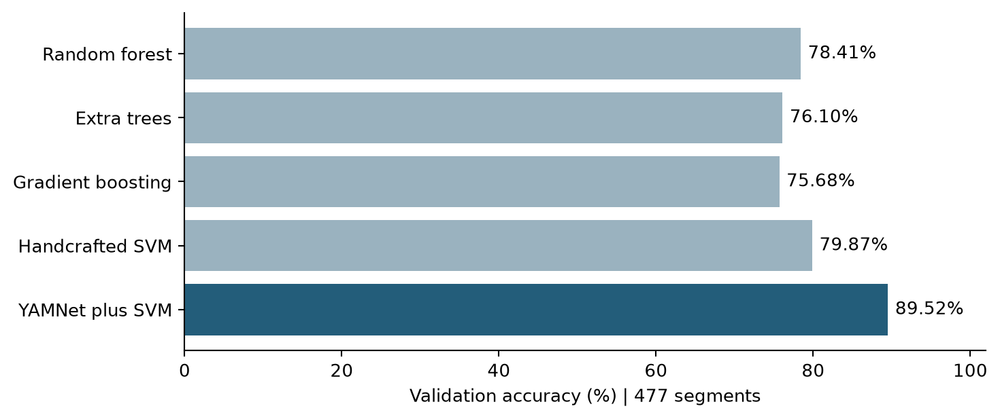 Random forest 78.41%
Extra trees 76.10%
Gradient boosting 75.68%
Handcrafted SVM 79.87%
YAMNet plus SVM 89.52%
0 20 40 60 80 100
Validation accuracy (%) | 477 segments